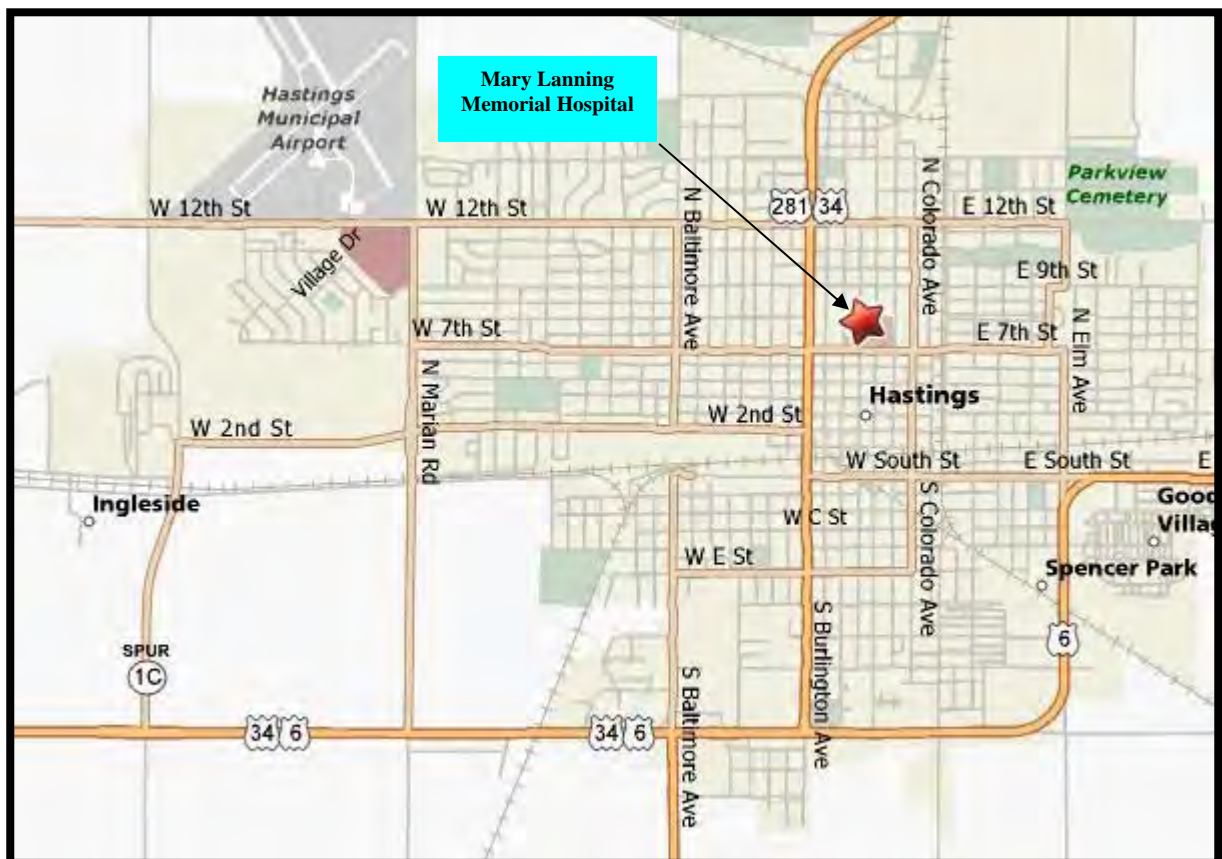 Mary Lanning
Memorial Hospital
Hastings
Municipal
Airport
Parkview
Cemetery
N Colorado Ave
N Baltimore Ave
W 12th St
W 12th St
281
34
E 12th St
Village Dr
E 9th St
W 7th St
E 7th St
N Elm Ave
N Marian Rd
Hastings
W 2nd St
W 2nd St
W South St
E South St
E
Ingleside
W C St
S Colorado Ave
Good
Villag
W E St
Spencer Park
S Burlington Ave
6
SPUR
1C
S Baltimore Ave
34
6
34
6